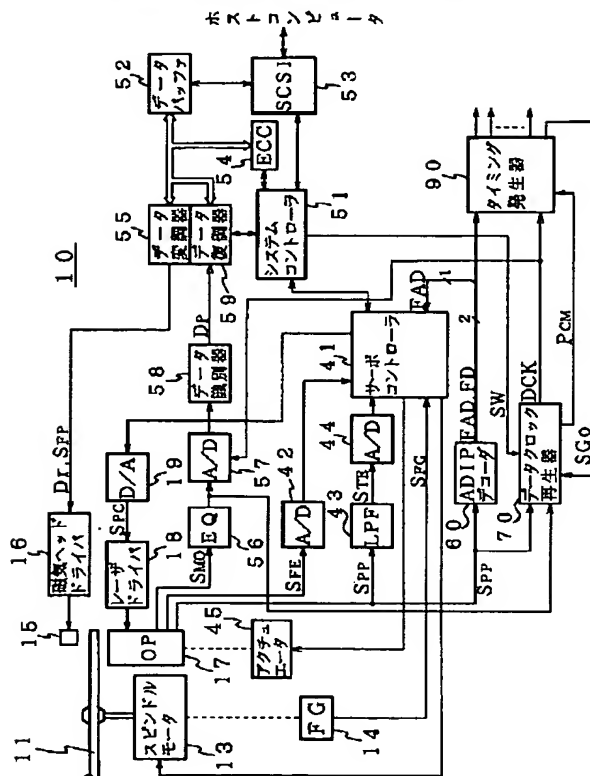 10
ホストコンピュータ
52
データ
バッファ
SCSI
53
ECC
54
55
データ
変調器
データ
復調器
59
システム
コントローラ
51
90
タイミング
発生器
Dr,SFP
16
磁気ヘッド
ドライバ
15
D/A
19
SPC
レーザ
ドライバ
18
DP
58
データ
識別器
A/D
57
EQ
56
SMO
OP
17
SFE
A/D
42
43
LPF
SPP
STE
A/D
44
サーボ
コントローラ
41
FAD
1
2
SFG
SW
FAD,FD
ADIP
デコーダ
60
SPP
DCK
データクロック
再生器
70
PCM
SGO
45
アクチュ
エータ
11
スピンドル
モータ
13
FG
14